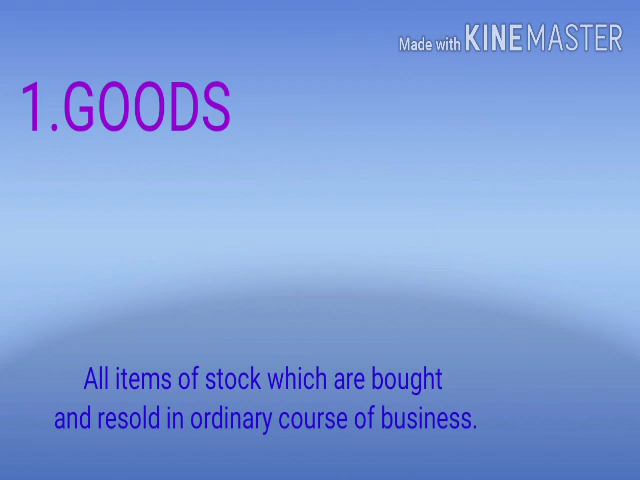 Made with KINEMASTER
1.GOODS
All items of stock which are bought
and resold in ordinary course of business.